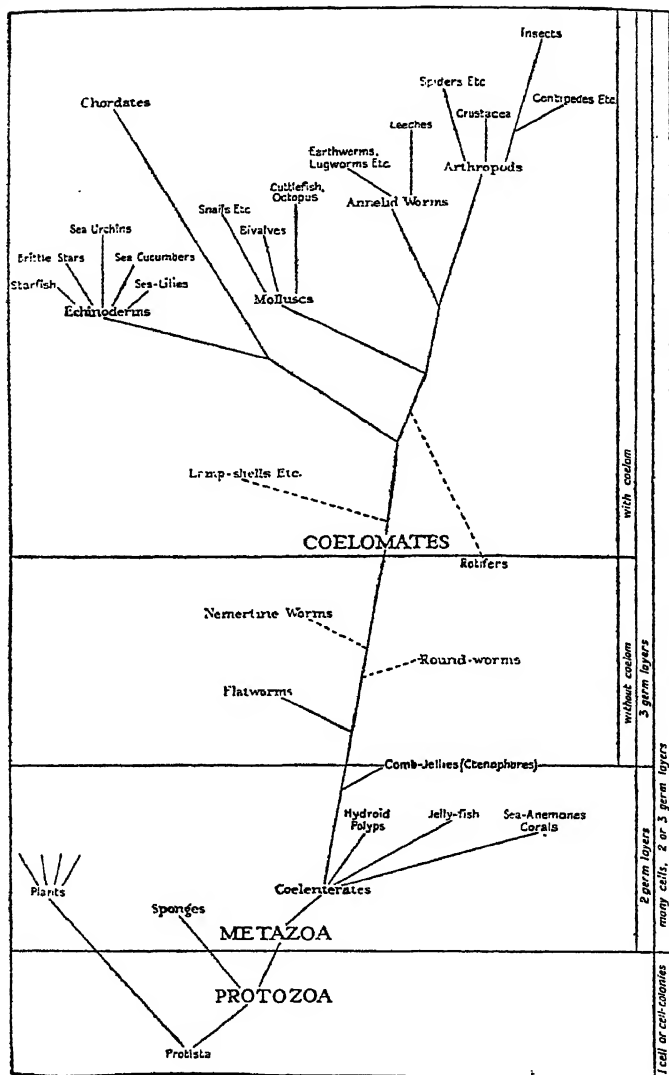 Insects
Spiders Etc
Centipedes Etc.
Chordates
Crustacea
Leeches
Earthworms,
Lugworms Etc.
Arthropods
Cuttlefish,
Octopus
Annelid Worms
Snails Etc
Bivalves
Sea Urchins
Brittle Stars
Sea Cucumbers
Starfish
Sea-Lilies
Molluscs
Echinoderms
Lamp-shells Etc.
with coelom
COELOMATES
Rotifers
Nemertine Worms
Round-worms
Flatworms
without coelom
3 germ layers
Comb-Jellies (Ctenophores)
Hydroid
Polyps
Jelly-fish
Sea-Anemones
Corals
Plants
Coelenterates
Sponges
2 germ layers
many cells, 2 or 3 germ layers
METAZOA
PROTOZOA
Protista
1 cell or cell-colonies